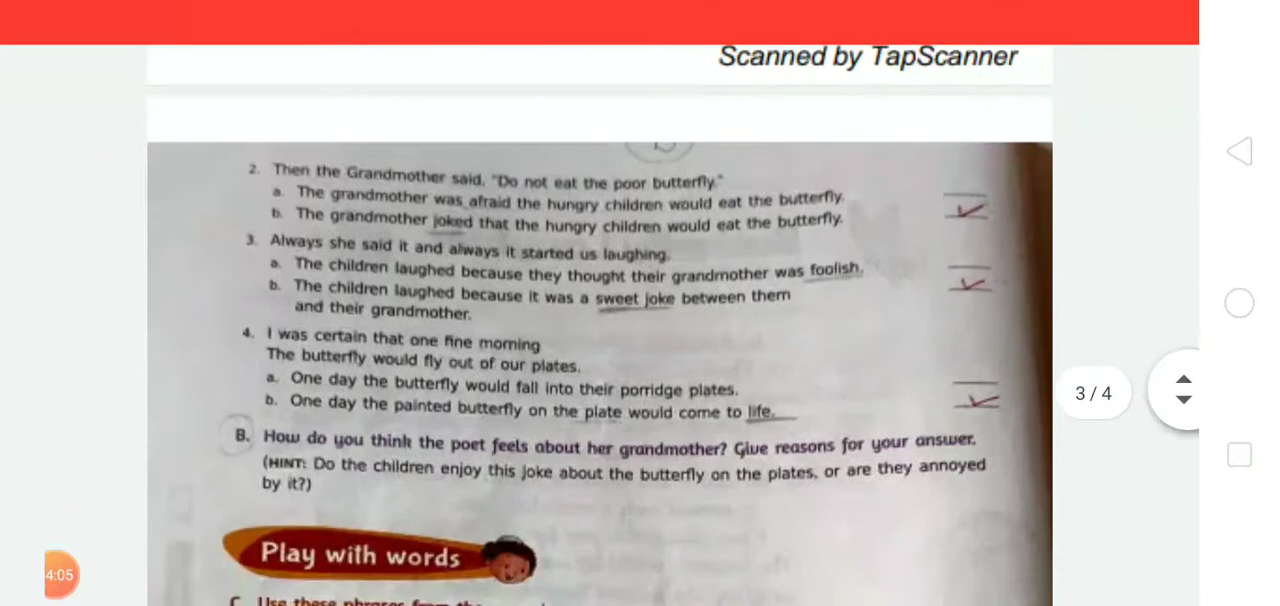 Scanned by TapScanner
2. Then the Grandmother said, "Do not eat the poor butterfly."
a. The grandmother was afraid the hungry children would eat the butterfly.
b. The grandmother joked that the hungry children would eat the butterfly.
3. Always she said it and always it started us laughing.
a. The children laughed because they thought their grandmother was foolish.
b. The children laughed because it was a sweet joke between them
and their grandmother.
4. I was certain that one fine morning
The butterfly would fly out of our plates.
a. One day the butterfly would fall into their porridge plates.
b. One day the painted butterfly on the plate would come to life.
B. How do you think the poet feels about her grandmother? Give reasons for your answer.
(HINT: Do the children enjoy this joke about the butterfly on the plates, or are they annoyed
by it?)
3 / 4
Play with words
4:05
C. Use these phrases from the